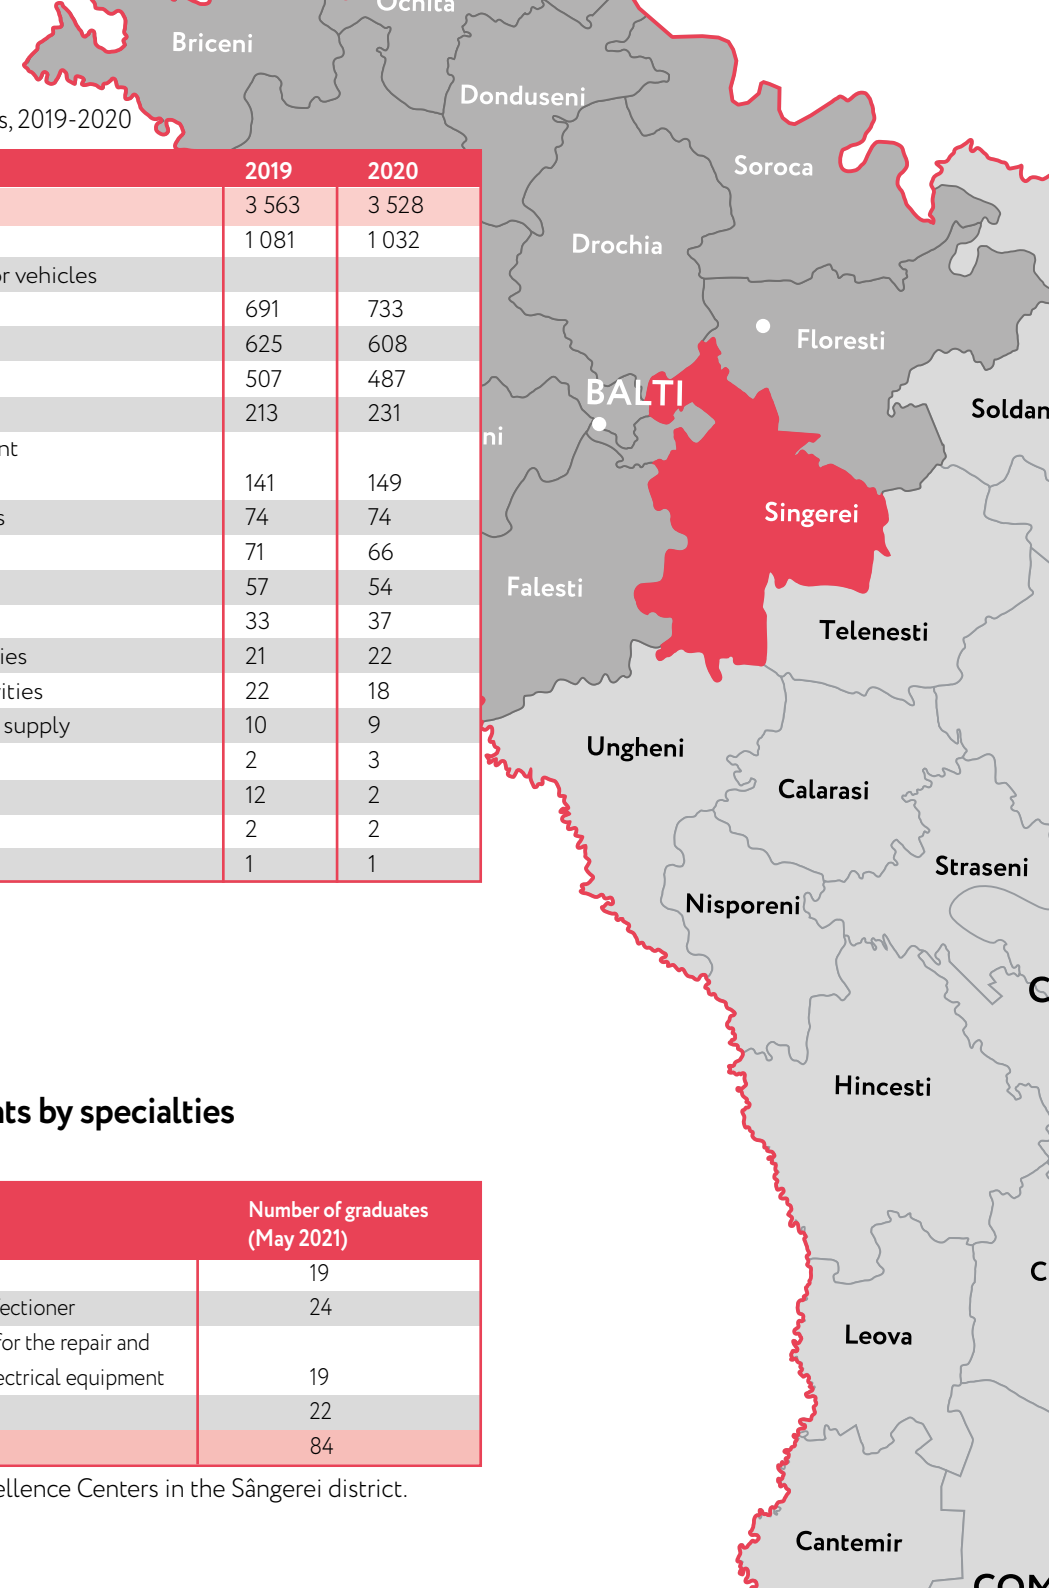 Ochita
Briceni
Donduseni
s, 2019-2020
Soroca
Drochia
Floresti
BALTI
ni
Soldan
Singerei
Falesti
Telenesti
Ungheni
Calarasi
Straseni
Nisporeni
C
Hincesti
C
Leova
Cantemir
COM
2019 2020
3 563 3 528
1 081 1 032
or vehicles
691 733
625 608
507 487
213 231
nt
141 149
s 74 74
71 66
57 54
33 37
ies 21 22
ities 22 18
supply 10 9
2 3
12 2
2 2
1 1
nts by specialties
Number of graduates
(May 2021)
19
ectioner 24
for the repair and
ectrical equipment 19
22
84
ellence Centers in the Sângerei district.